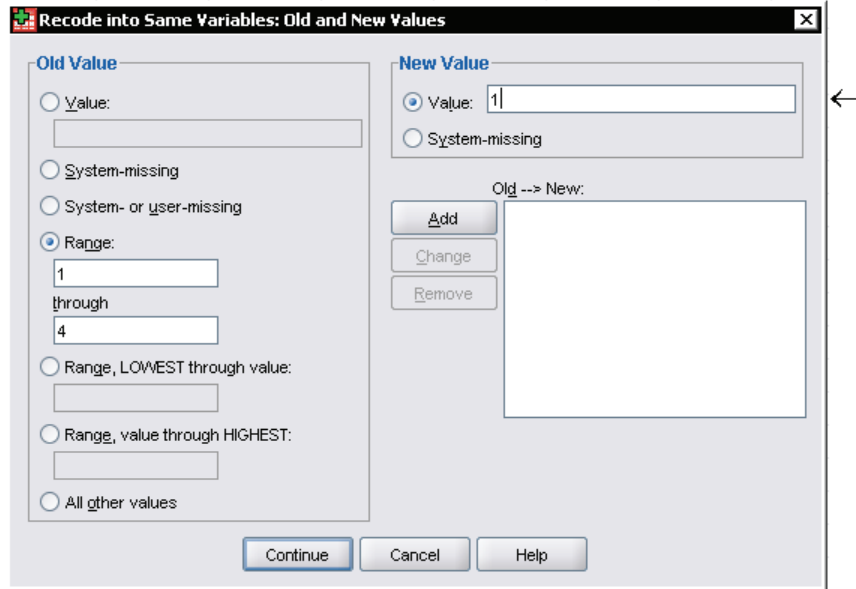 Recode into Same Variables: Old and New Values
Old Value
Value:
System-missing
System- or user-missing
Range:
1
through
4
Range, LOWEST through value:
Range, value through HIGHEST:
All other values
New Value
Value: 1
System-missing
Old --> New:
Add
Change
Remove
Continue Cancel Help